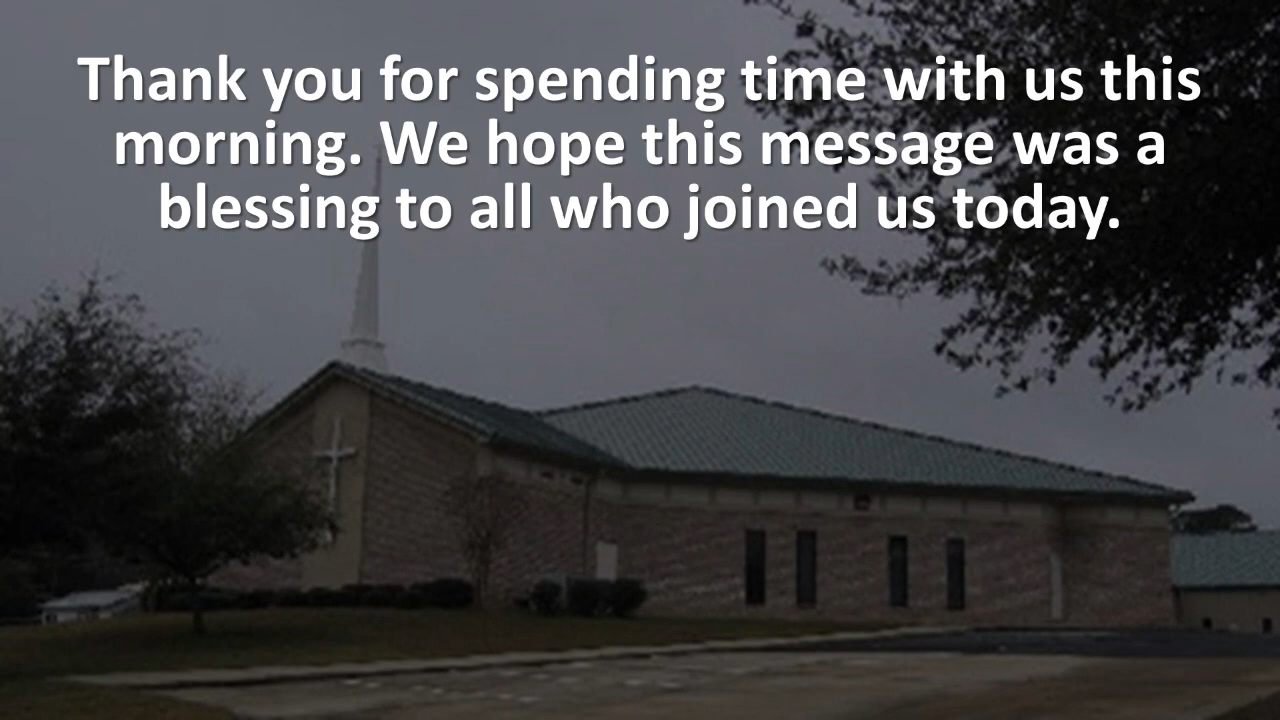 Thank you for spending time with us this
morning. We hope this message was a
blessing to all who joined us today.